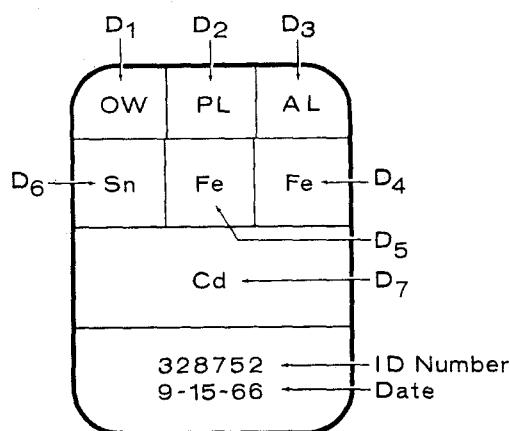 D1 D2 D3
OW PL AL
D6 Sn Fe Fe D4
D5
Cd D7
328752 ID Number
9-15-66 Date